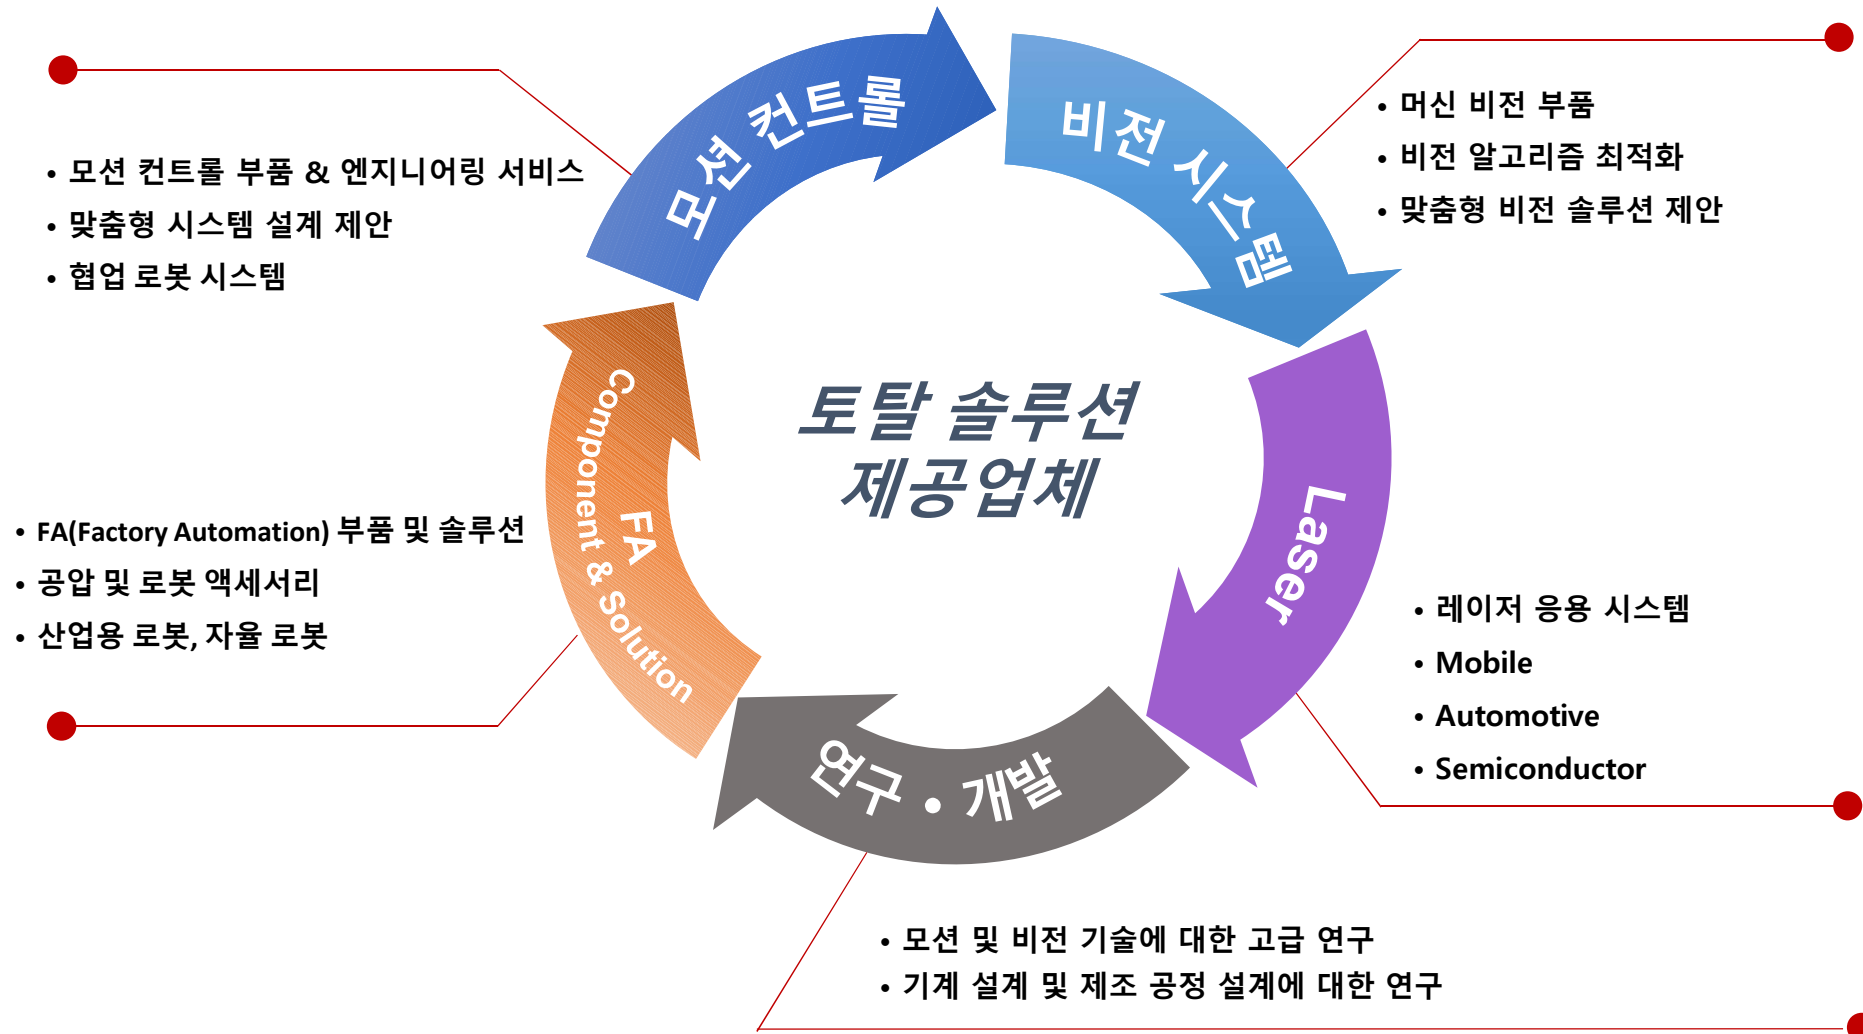 모션 컨트롤
• 모션 컨트롤 부품 & 엔지니어링 서비스
• 맞춤형 시스템 설계 제안
• 협업 로봇 시스템
비전 시스템
• 머신 비전 부품
• 비전 알고리즘 최적화
• 맞춤형 비전 솔루션 제안
토탈 솔루션
제공업체
FA
Component & Solution
• FA(Factory Automation) 부품 및 솔루션
• 공압 및 로봇 액세서리
• 산업용 로봇, 자율 로봇
Laser
• 레이저 응용 시스템
• Mobile
• Automotive
• Semiconductor
연구 • 개발
• 모션 및 비전 기술에 대한 고급 연구
• 기계 설계 및 제조 공정 설계에 대한 연구